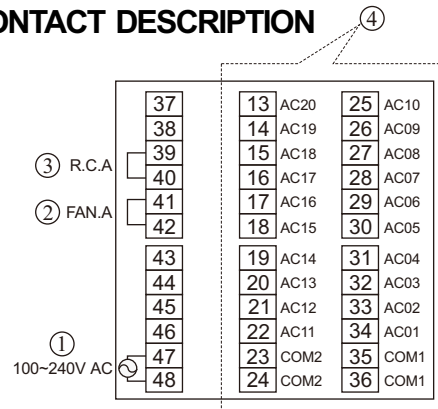 ONTACT DESCRIPTION
4
37 13 AC20 25 AC10
38 14 AC19 26 AC09
39 15 AC18 27 AC08
3 R.C.A
40 16 AC17 28 AC07
41 17 AC16 29 AC06
2 FAN.A
42 18 AC15 30 AC05
43 19 AC14 31 AC04
44 20 AC13 32 AC03
45 21 AC12 33 AC02
46 22 AC11 34 AC01
1
47 23 COM2 35 COM1
100~240V AC
48 24 COM2 36 COM1